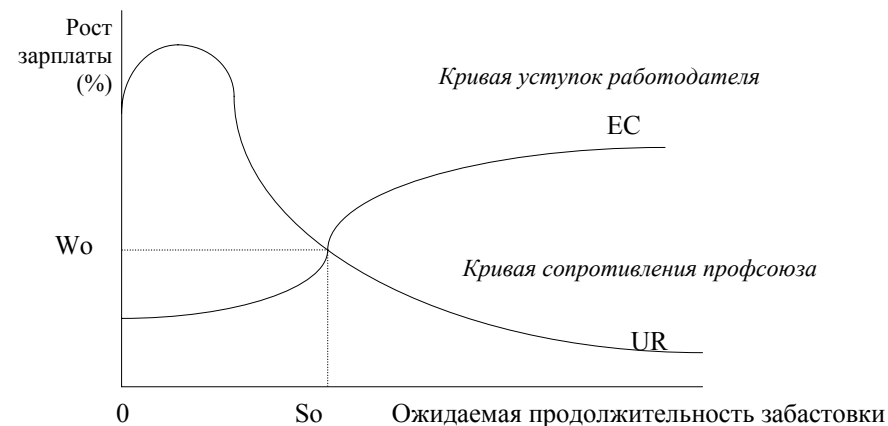 Рост
зарплаты
(%)
Кривая уступок работодателя
EC
Wo
Кривая сопротивления профсоюза
UR
0
So
Ожидаемая продолжительность забастовки